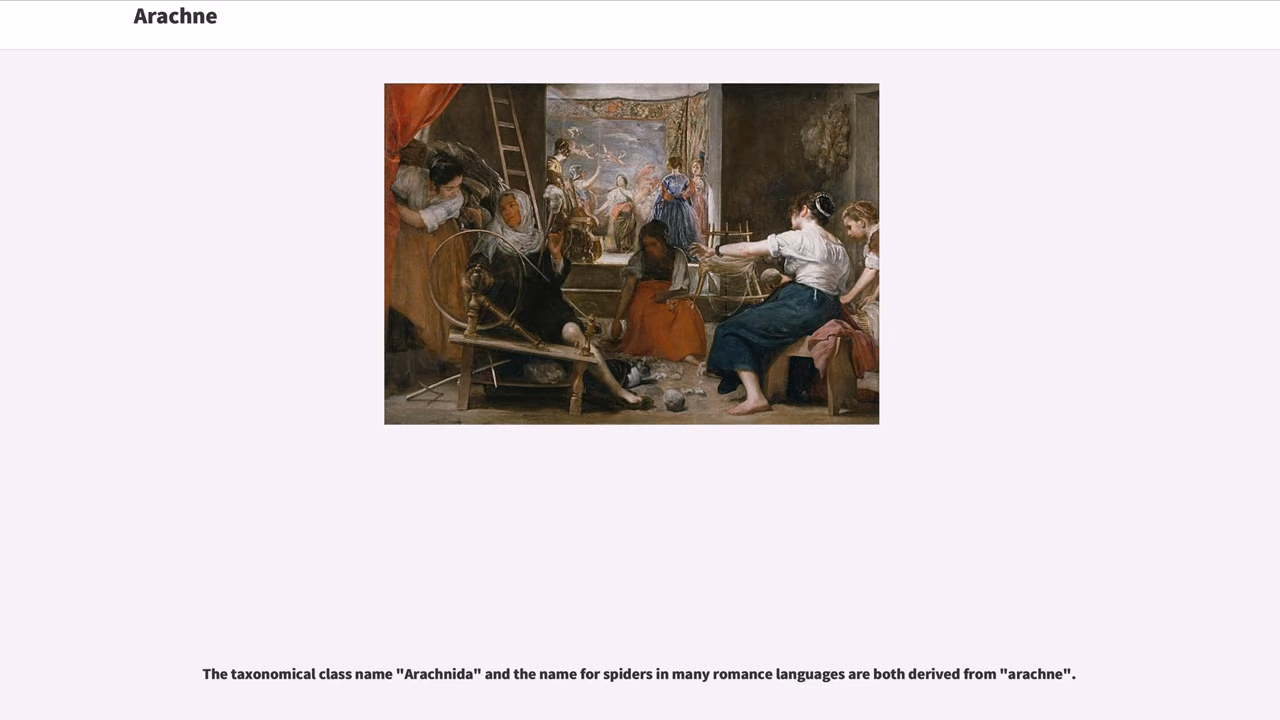 Arachne
The taxonomical class name "Arachnida" and the name for spiders in many romance languages are both derived from "arachne".